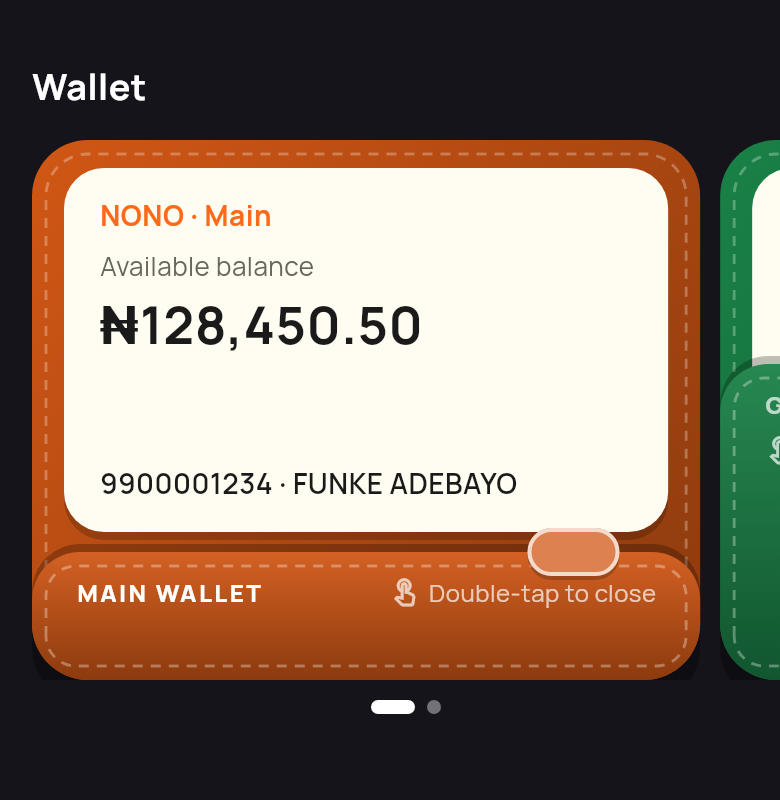 Wallet
NONO · Main
Available balance
₦128,450.50
9900001234 · FUNKE ADEBAYO
MAIN WALLET
Double-tap to close